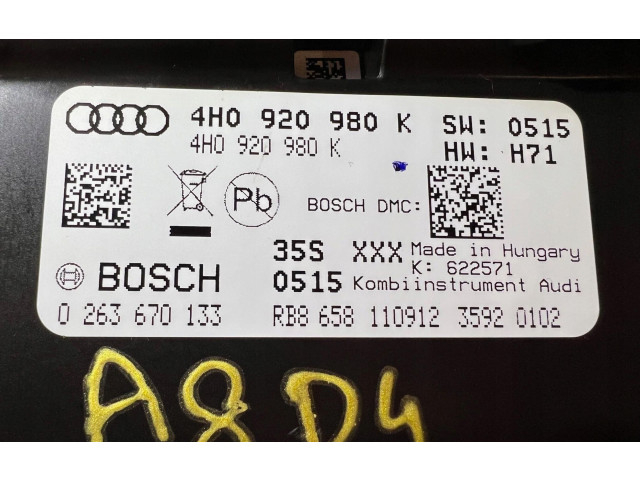 4H0 920 980 K SW: 0515
4H0 920 980 K HW: H71
Pb BOSCH DMC:
35S XXX Made in Hungary
K: 622571
BOSCH 0515 Kombiinstrument Audi
0 263 670 133 RB8 658 110912 3592 0102
A8 D4